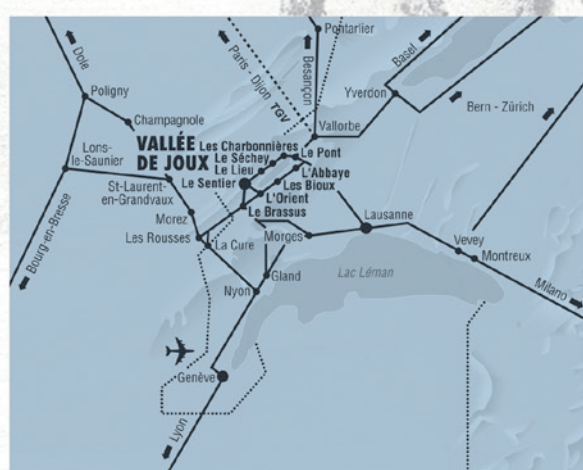 Pontarlier
Dole
Paris - Dijon TGV
Besançon
Basel
Poligny
Yverdon
Bern - Zürich
Champagnole
Vallorbe
VALLÉE
DE JOUX
Les Charbonnières
Le Pont
Le Séchey
Lons-
le-Saunier
Le Lieu
L'Abbaye
St-Laurent-
en-Grandvaux
Le Sentier
Les Bioux
L'Orient
Le Brassus
Lausanne
Morez
Bourg-en-Bresse
Les Rousses
La Cure
Morges
Vevey
Montreux
Gland
Lac Léman
Nyon
Milano
Genève
Lyon